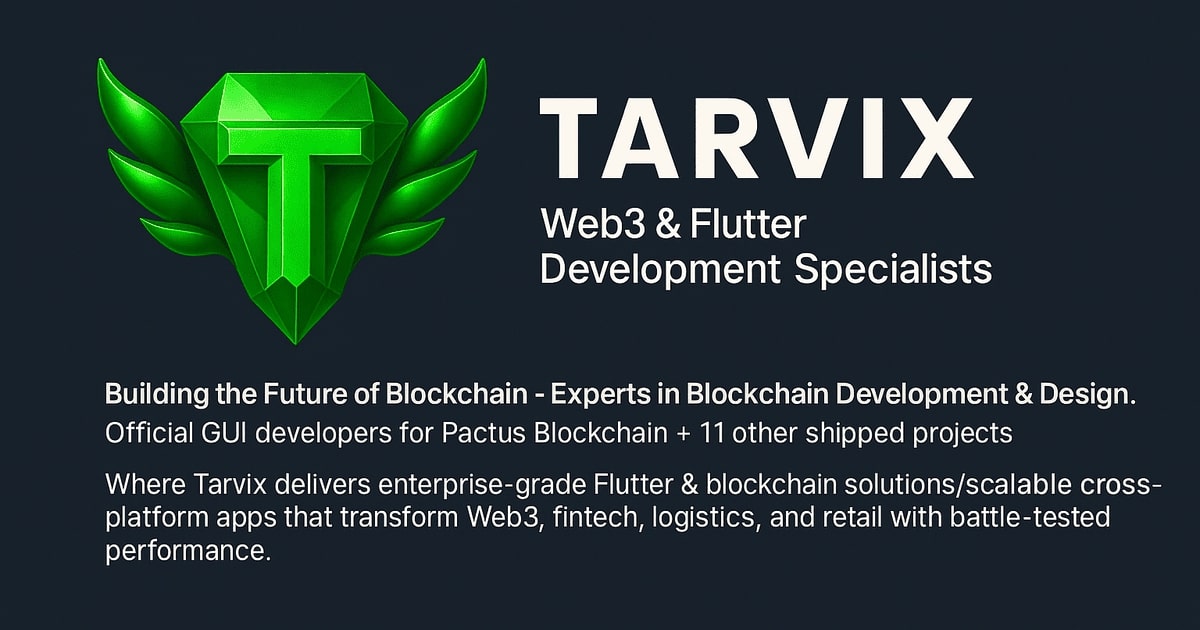 T
TARVIX
Web3 & Flutter
Development Specialists
Building the Future of Blockchain - Experts in Blockchain Development & Design.
Official GUI developers for Pactus Blockchain + 11 other shipped projects
Where Tarvix delivers enterprise-grade Flutter & blockchain solutions/scalable cross-
platform apps that transform Web3, fintech, logistics, and retail with battle-tested
performance.